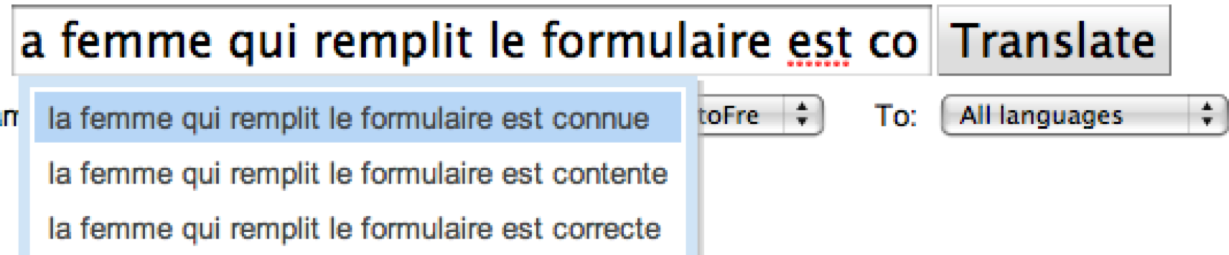 a femme qui remplit le formulaire est co Translate
la femme qui remplit le formulaire est connue toFre To: All languages
la femme qui remplit le formulaire est contente
la femme qui remplit le formulaire est correcte